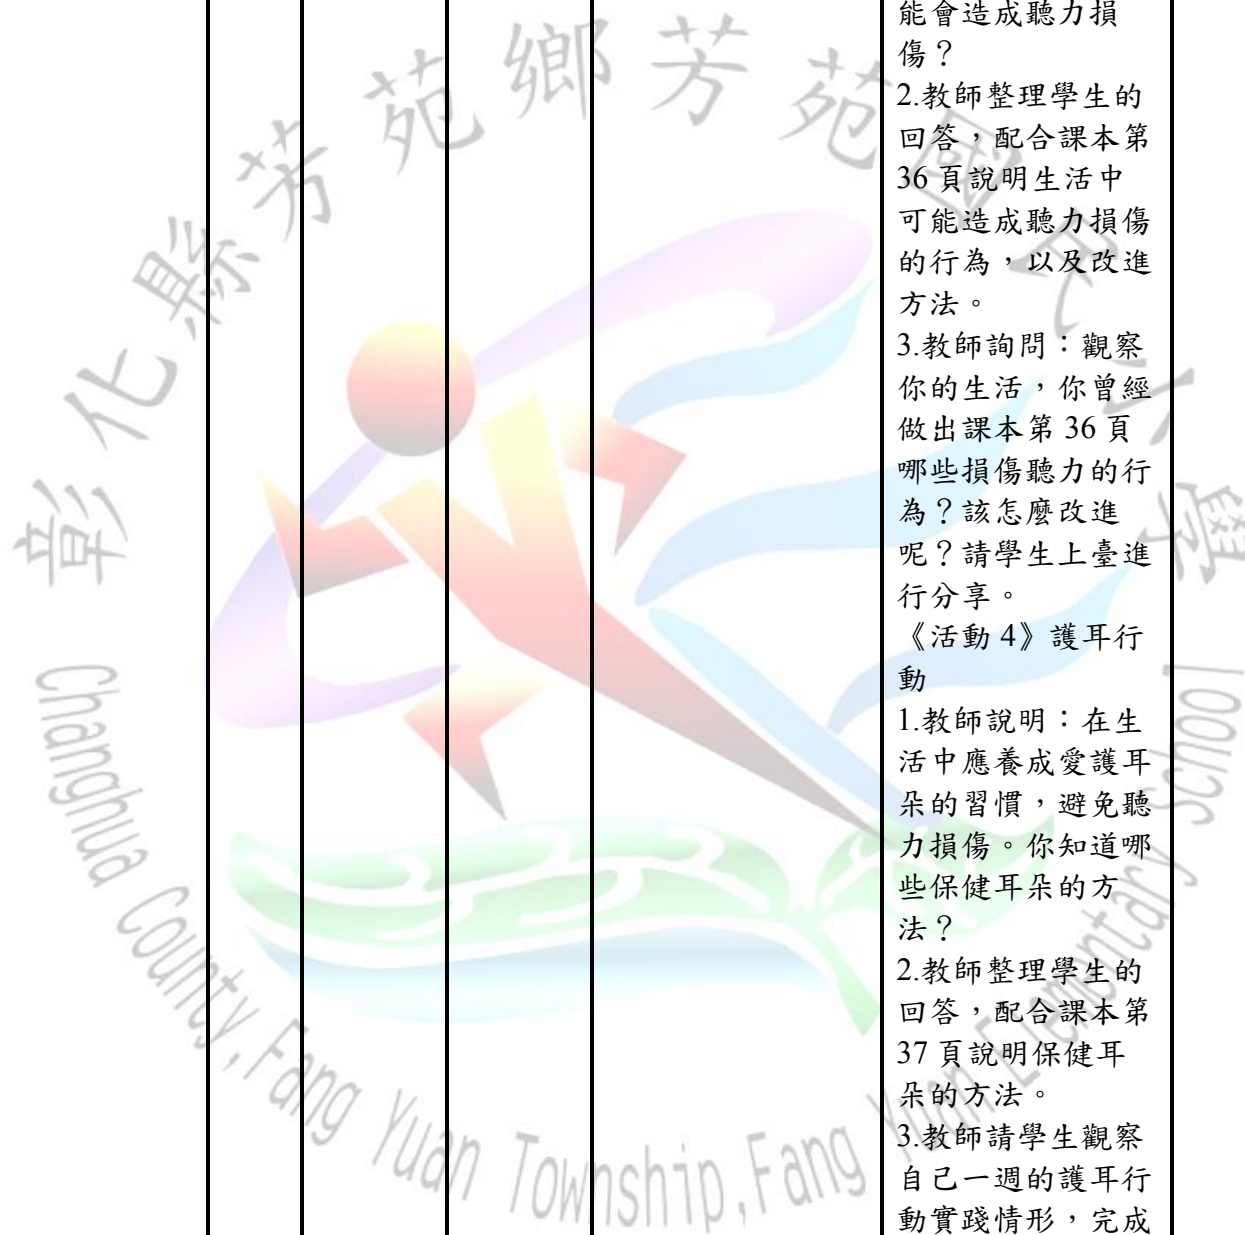 能會造成聽力損
傷？
2.教師整理學生的
回答，配合課本第
36 頁說明生活中
可能造成聽力損傷
的行為，以及改進
方法。
3.教師詢問：觀察
你的生活，你曾經
做出課本第 36 頁
哪些損傷聽力的行
為？該怎麼改進
呢？請學生上臺進
行分享。
《活動 4》護耳行
動
1.教師說明：在生
活中應養成愛護耳
朵的習慣，避免聽
力損傷。你知道哪
些保健耳朵的方
法？
2.教師整理學生的
回答，配合課本第
37 頁說明保健耳
朵的方法。
3.教師請學生觀察
自己一週的護耳行
動實踐情形，完成
彰化縣芳苑鄉芳苑國民小學
Changhua County, Fang Yuan Township, Fang Yuan Elementary School